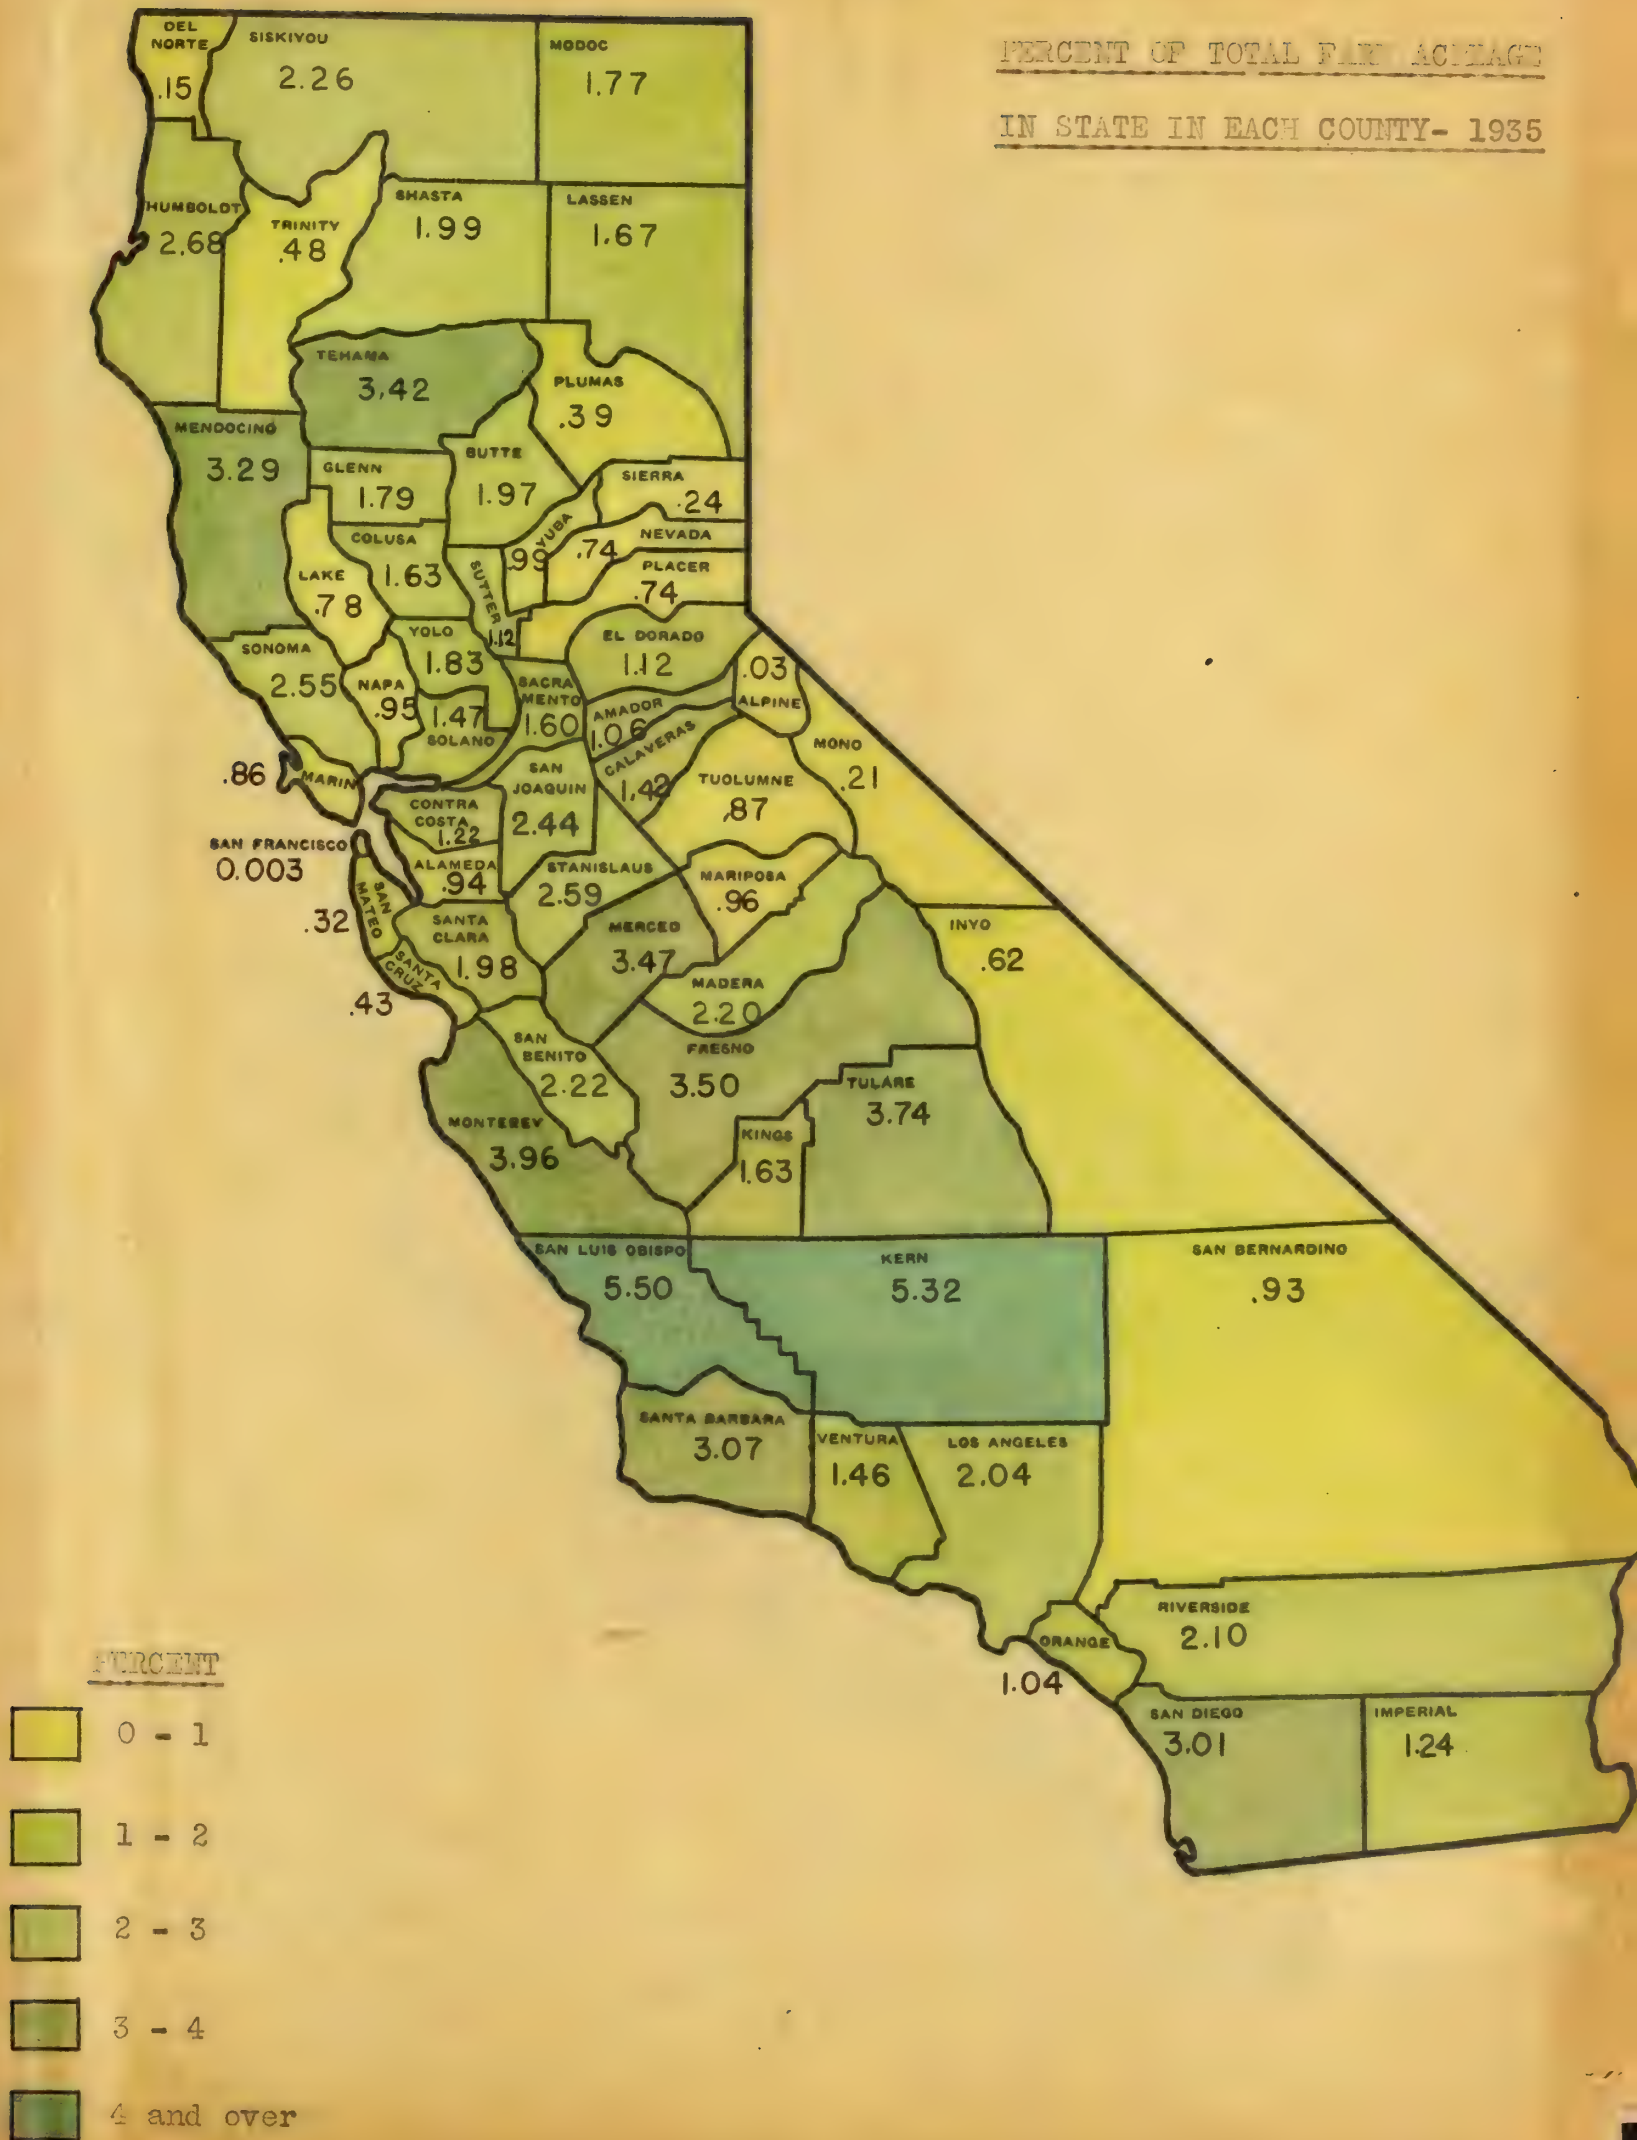 PERCENT OF TOTAL FARM ACREAGE
IN STATE IN EACH COUNTY- 1935
DEL
NORTE
.15
SISKIYOU
2.26
MODOC
1.77
HUMBOLDT
2.68
TRINITY
.48
SHASTA
1.99
LASSEN
1.67
TEHAMA
3.42
PLUMAS
.39
MENDOCINO
3.29
GLENN
1.79
BUTTE
1.97
SIERRA
.24
COLUSA
1.63
YUBA
.99
NEVADA
.74
PLACER
.74
LAKE
.78
SUTTER
1.12
SONOMA
2.55
YOLO
1.83
EL DORADO
1.12
NAPA
.95
SACRA
MENTO
1.60
AMADOR
1.06
.03
ALPINE
1.47
SOLANO
CALAVERAS
1.42
MONO
.21
.86
MARIN
SAN
JOAQUIN
2.44
TUOLUMNE
.87
CONTRA
COSTA
1.22
SAN FRANCISCO
0.003
ALAMEDA
.94
STANISLAUS
2.59
MARIPOSA
.96
SAN
MATEO
.32
SANTA
CLARA
1.98
MERCED
3.47
INYO
.62
SANTA
CRUZ
.43
MADERA
2.20
SAN
BENITO
2.22
FRESNO
3.50
TULARE
3.74
MONTEREY
3.96
KINGS
1.63
SAN LUIS OBISPO
5.50
KERN
5.32
SAN BERNARDINO
.93
SANTA BARBARA
3.07
VENTURA
1.46
LOS ANGELES
2.04
RIVERSIDE
2.10
ORANGE
1.04
SAN DIEGO
3.01
IMPERIAL
1.24
PERCENT
0 - 1
1 - 2
2 - 3
3 - 4
4 and over